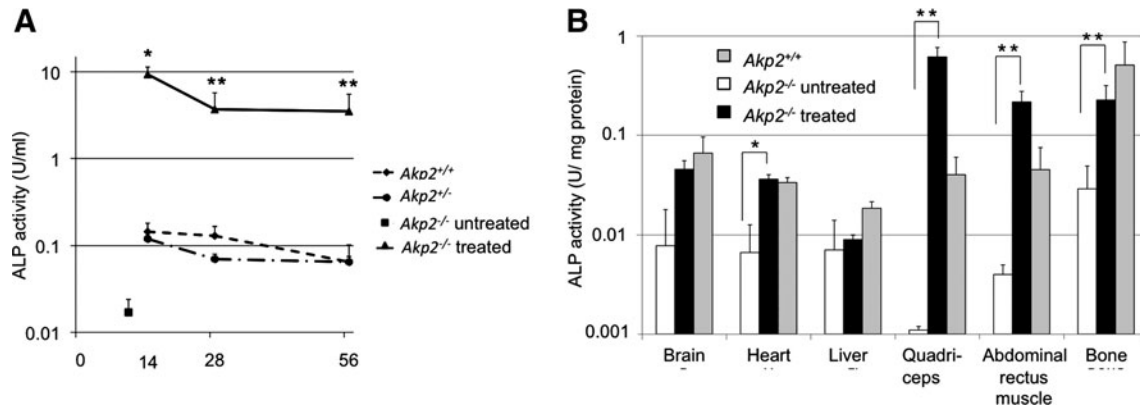 A
ALP activity (U/ml)
10
1
0.1
0.01
0
14
28
56
*
**
**
Akp2+/+
Akp2+/-
Akp2-/- untreated
Akp2-/- treated
B
ALP activity (U/ mg protein)
1
0.1
0.01
0.001
Akp2+/+
Akp2-/- untreated
Akp2-/- treated
*
**
**
**
Brain
Heart
Liver
Quadri-
ceps
Abdominal
rectus
muscle
Bone